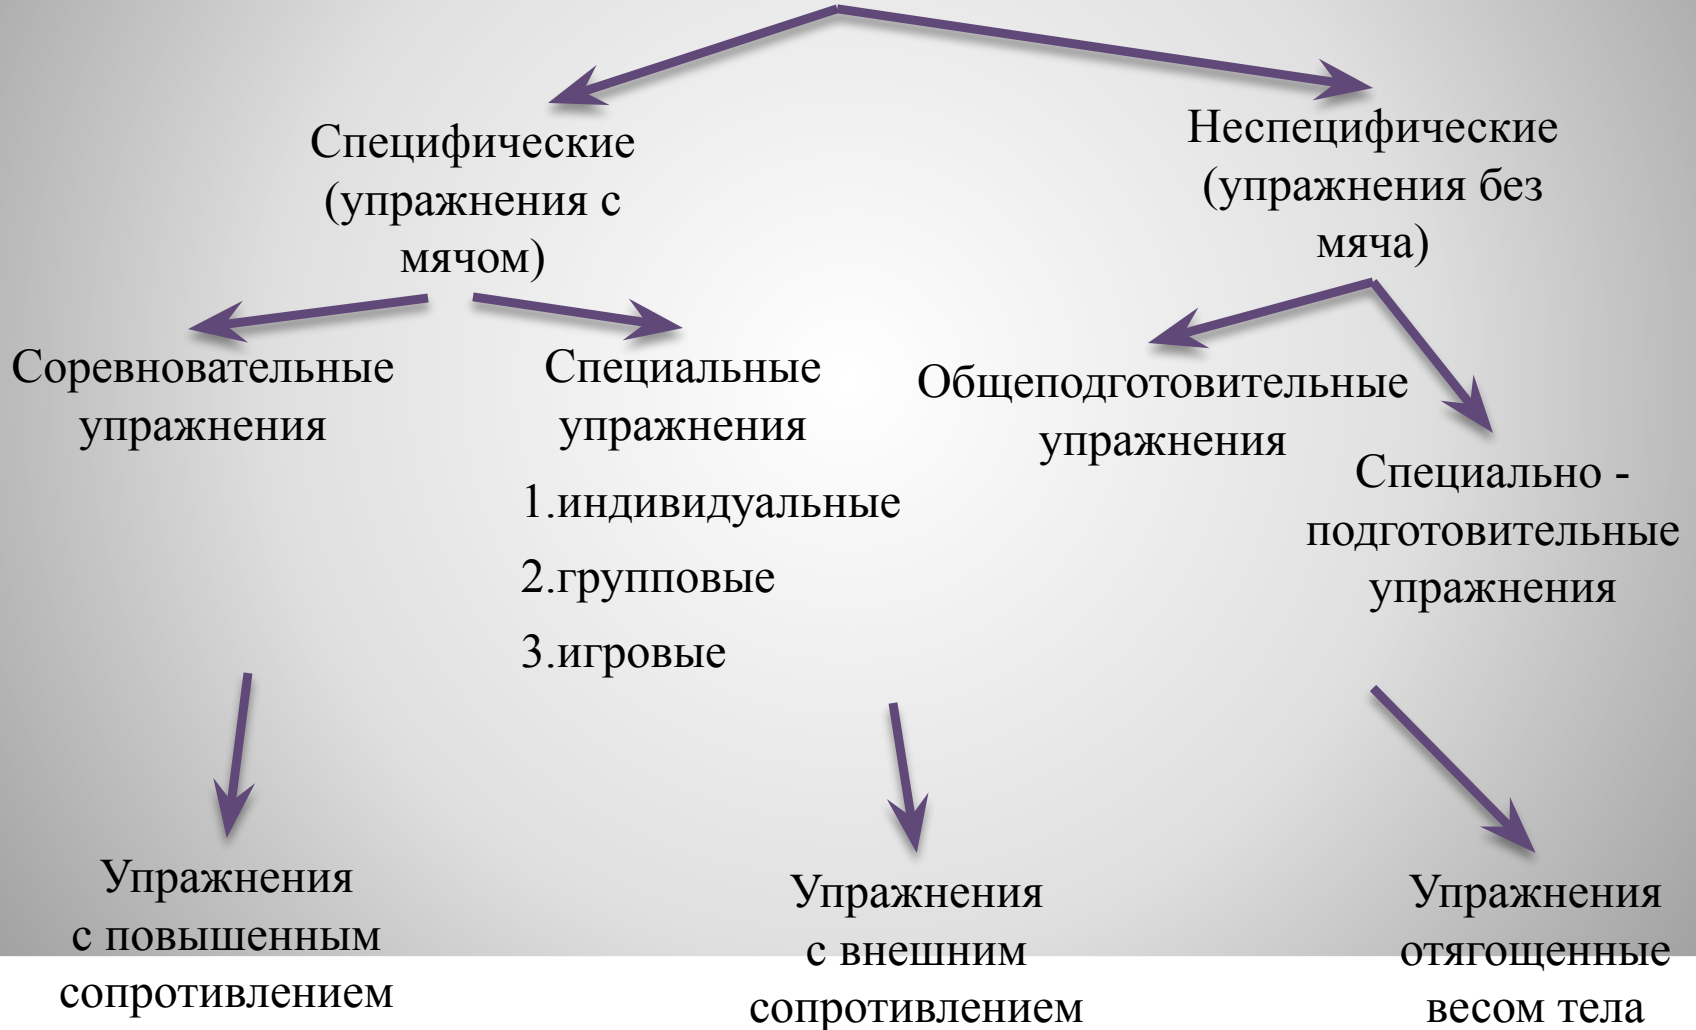 Специфические
(упражнения с
мячом)
Неспецифические
(упражнения без
мяча)
Соревновательные
упражнения
Специальные
упражнения
1.индивидуальные
2.групповые
3.игровые
Общеподготовительные
упражнения
Специально -
подготовительные
упражнения
Упражнения
с повышенным
сопротивлением
Упражнения
с внешним
сопротивлением
Упражнения
отягощенные
весом тела